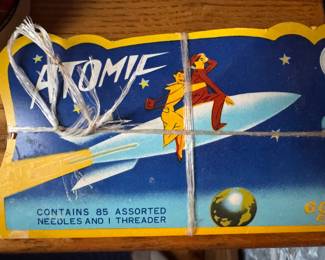 ATOMIC
CONTAINS 85 ASSORTED
NEEDLES AND 1 THREADER